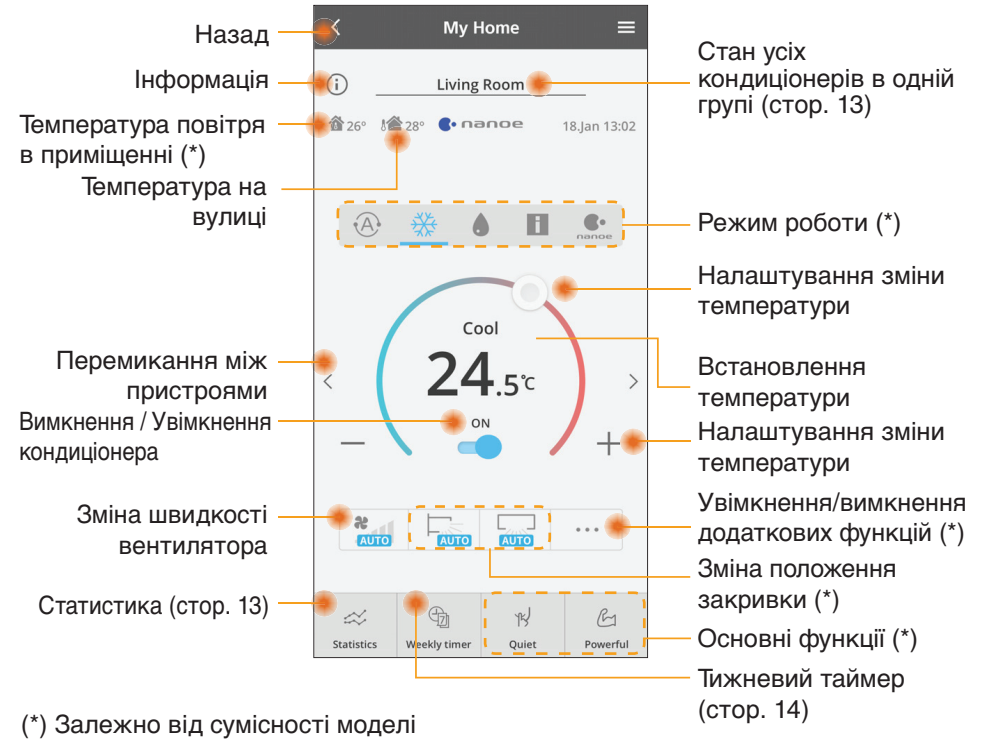 Назад
Інформація
Температура повітря
в приміщенні (*)
Температура на
вулиці
Перемикання між
пристроями
Вимкнення / Увімкнення
кондиціонера
Зміна швидкості
вентилятора
Статистика (стор. 13)
My Home
Living Room
26° 28° nanoe 18.Jan 13:02
A i nanoe
Cool
24.5°c
ON
AUTO AUTO AUTO
7
Statistics Weekly timer Quiet Powerful
Стан усіх
кондиціонерів в одній
групі (стор. 13)
Режим роботи (*)
Налаштування зміни
температури
Встановлення
температури
Налаштування зміни
температури
Увімкнення/вимкнення
додаткових функцій (*)
Зміна положення
закривки (*)
Основні функції (*)
Тижневий таймер
(стор. 14)
(*) Залежно від сумісності моделі